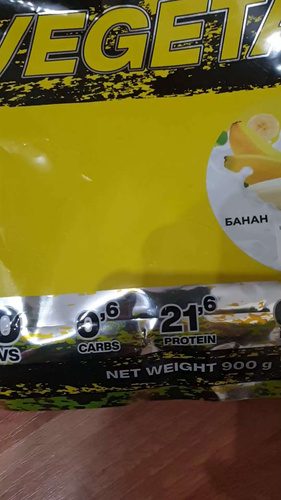 VEGETA
БАНАН
0,6
CARBS
21,6
PROTEIN
NET WEIGHT 900 g